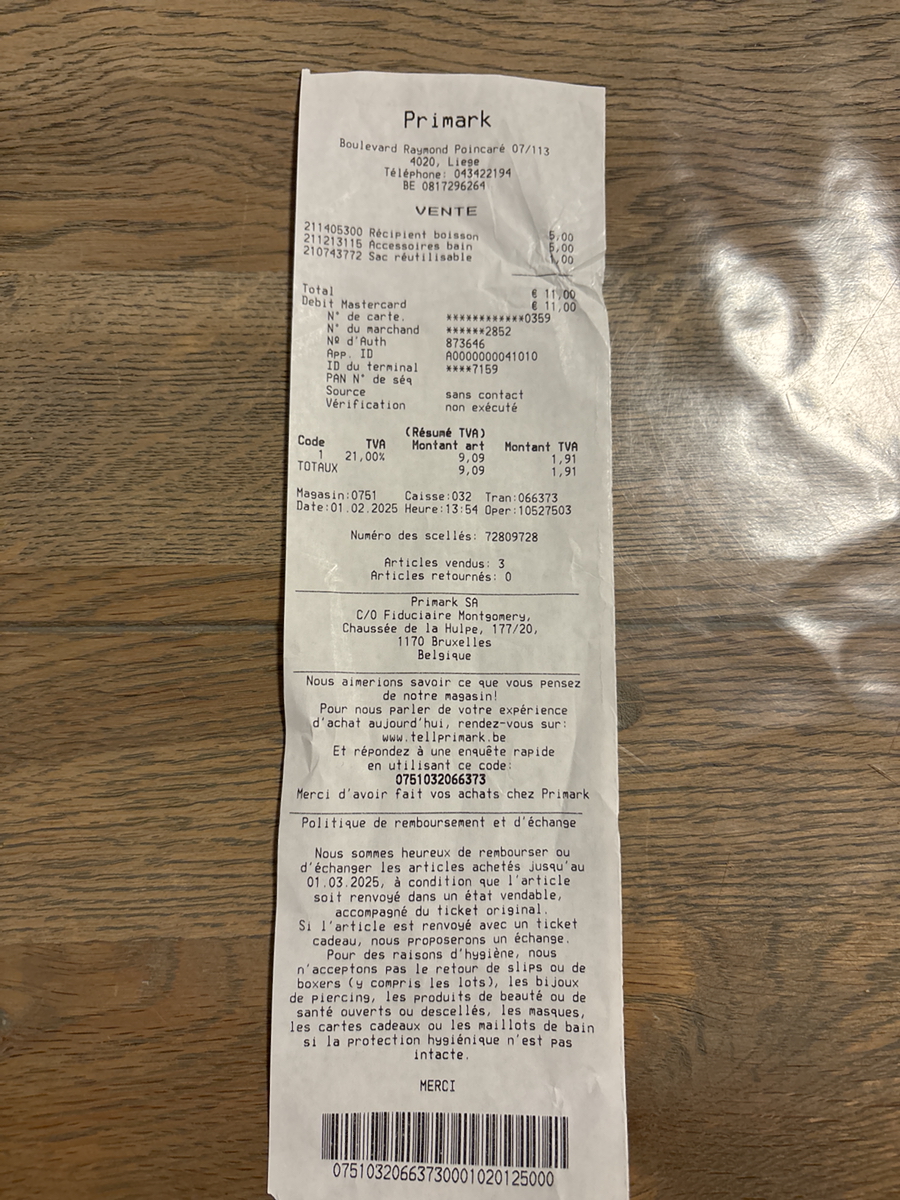 Primark
Boulevard Raymond Poincaré 07/113
4020, Liege
Téléphone: 043422194
BE 0817296264
VENTE
211405300 Récipient boisson 5,00
211213115 Accessoires bain 5,00
210743772 Sac réutilisable 1,00
Total € 11,00
Debit Mastercard € 11,00
N° de carte. ************0359
N° du marchand ******2852
Nº d'Auth 873646
App. ID A0000000041010
ID du terminal ****7159
PAN N° de séq
Source sans contact
Vérification non exécuté
(Résumé TVA)
Code TVA Montant art Montant TVA
1 21,00% 9,09 1,91
TOTAUX 9,09 1,91
Magasin:0751 Caisse:032 Tran:066373
Date:01.02.2025 Heure:13:54 Oper:10527503
Numéro des scellés: 72809728
Articles vendus: 3
Articles retournés: 0
Primark SA
C/O Fiduciaire Montgomery,
Chaussée de la Hulpe, 177/20,
1170 Bruxelles
Belgique
Nous aimerions savoir ce que vous pensez
de notre magasin!
Pour nous parler de votre expérience
d'achat aujourd'hui, rendez-vous sur:
www.tellprimark.be
Et répondez à une enquête rapide
en utilisant ce code:
0751032066373
Merci d'avoir fait vos achats chez Primark
Politique de remboursement et d'échange
Nous sommes heureux de rembourser ou
d'échanger les articles achetés jusqu'au
01.03.2025, à condition que l'article
soit renvoyé dans un état vendable,
accompagné du ticket original.
Si l'article est renvoyé avec un ticket
cadeau, nous proposerons un échange.
Pour des raisons d'hygiène, nous
n'acceptons pas le retour de slips ou de
boxers (y compris les lots), les bijoux
de piercing, les produits de beauté ou de
santé ouverts ou descellés, les masques,
les cartes cadeaux ou les maillots de bain
si la protection hygiénique n'est pas
intacte.
MERCI
07510320663730001020125000